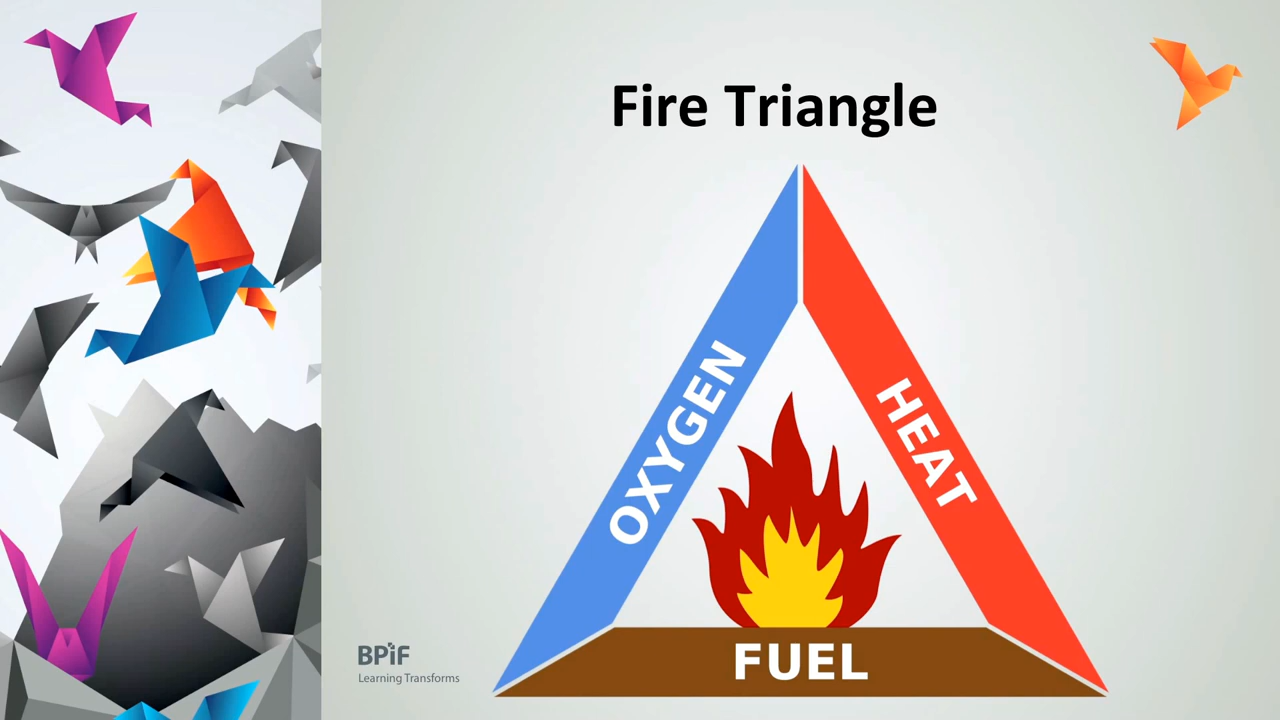 Fire Triangle
OXYGEN
HEAT
FUEL
BPiF
Learning Transforms